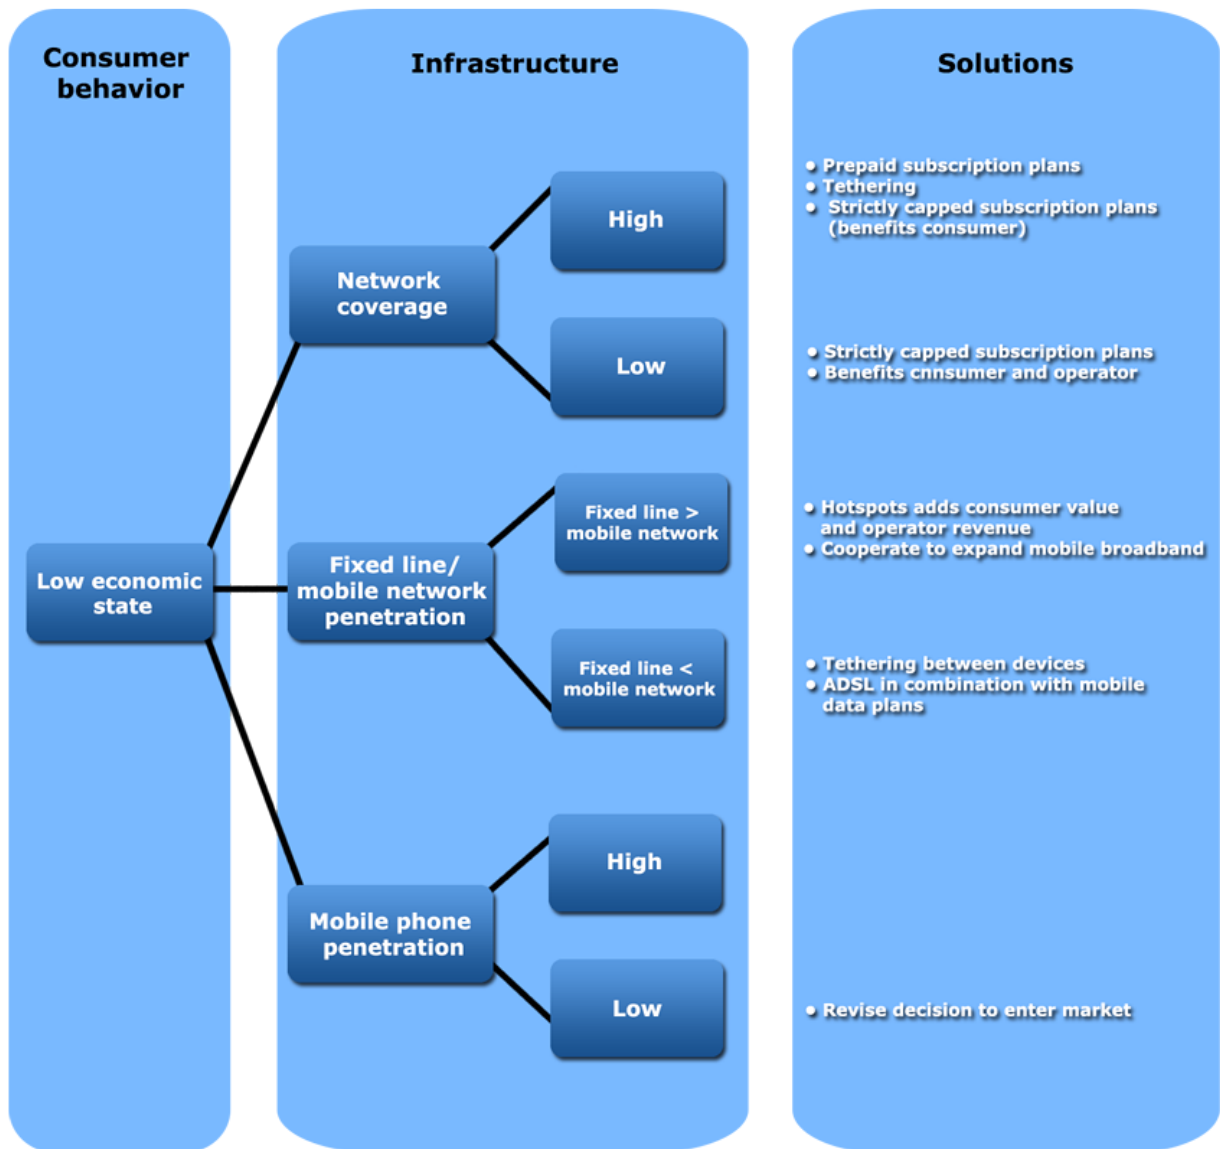 Consumer
behavior
Infrastructure
Solutions
Low economic
state
Network
coverage
High
Low
Fixed line/
mobile network
penetration
Fixed line >
mobile network
Fixed line <
mobile network
Mobile phone
penetration
High
Low
• Prepaid subscription plans
• Tethering
• Strictly capped subscription plans
(benefits consumer)
• Strictly capped subscription plans
• Benefits cnnsumer and operator
• Hotspots adds consumer value
and operator revenue
• Cooperate to expand mobile broadband
• Tethering between devices
• ADSL in combination with mobile
data plans
• Revise decision to enter market